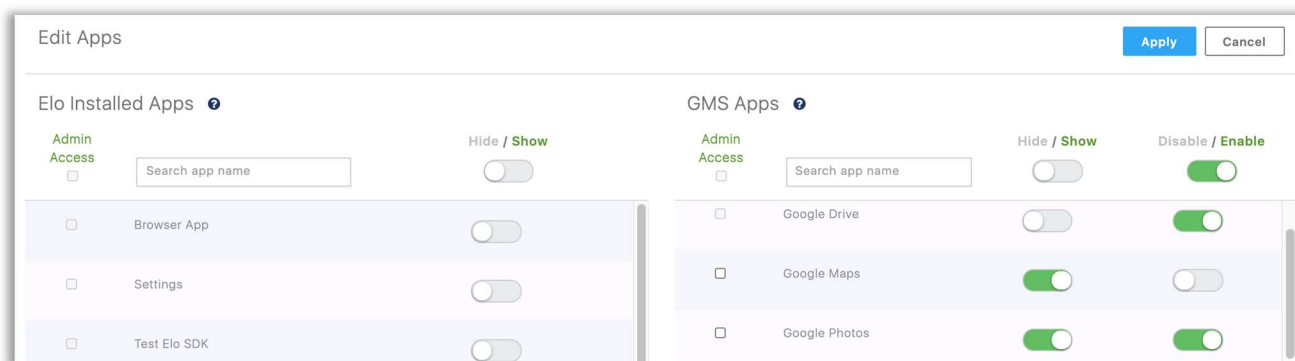 Edit Apps
Apply
Cancel
Elo Installed Apps ?
Admin
Access
Search app name
Hide / Show
Browser App
Settings
Test Elo SDK
GMS Apps ?
Admin
Access
Search app name
Hide / Show
Disable / Enable
Google Drive
Google Maps
Google Photos